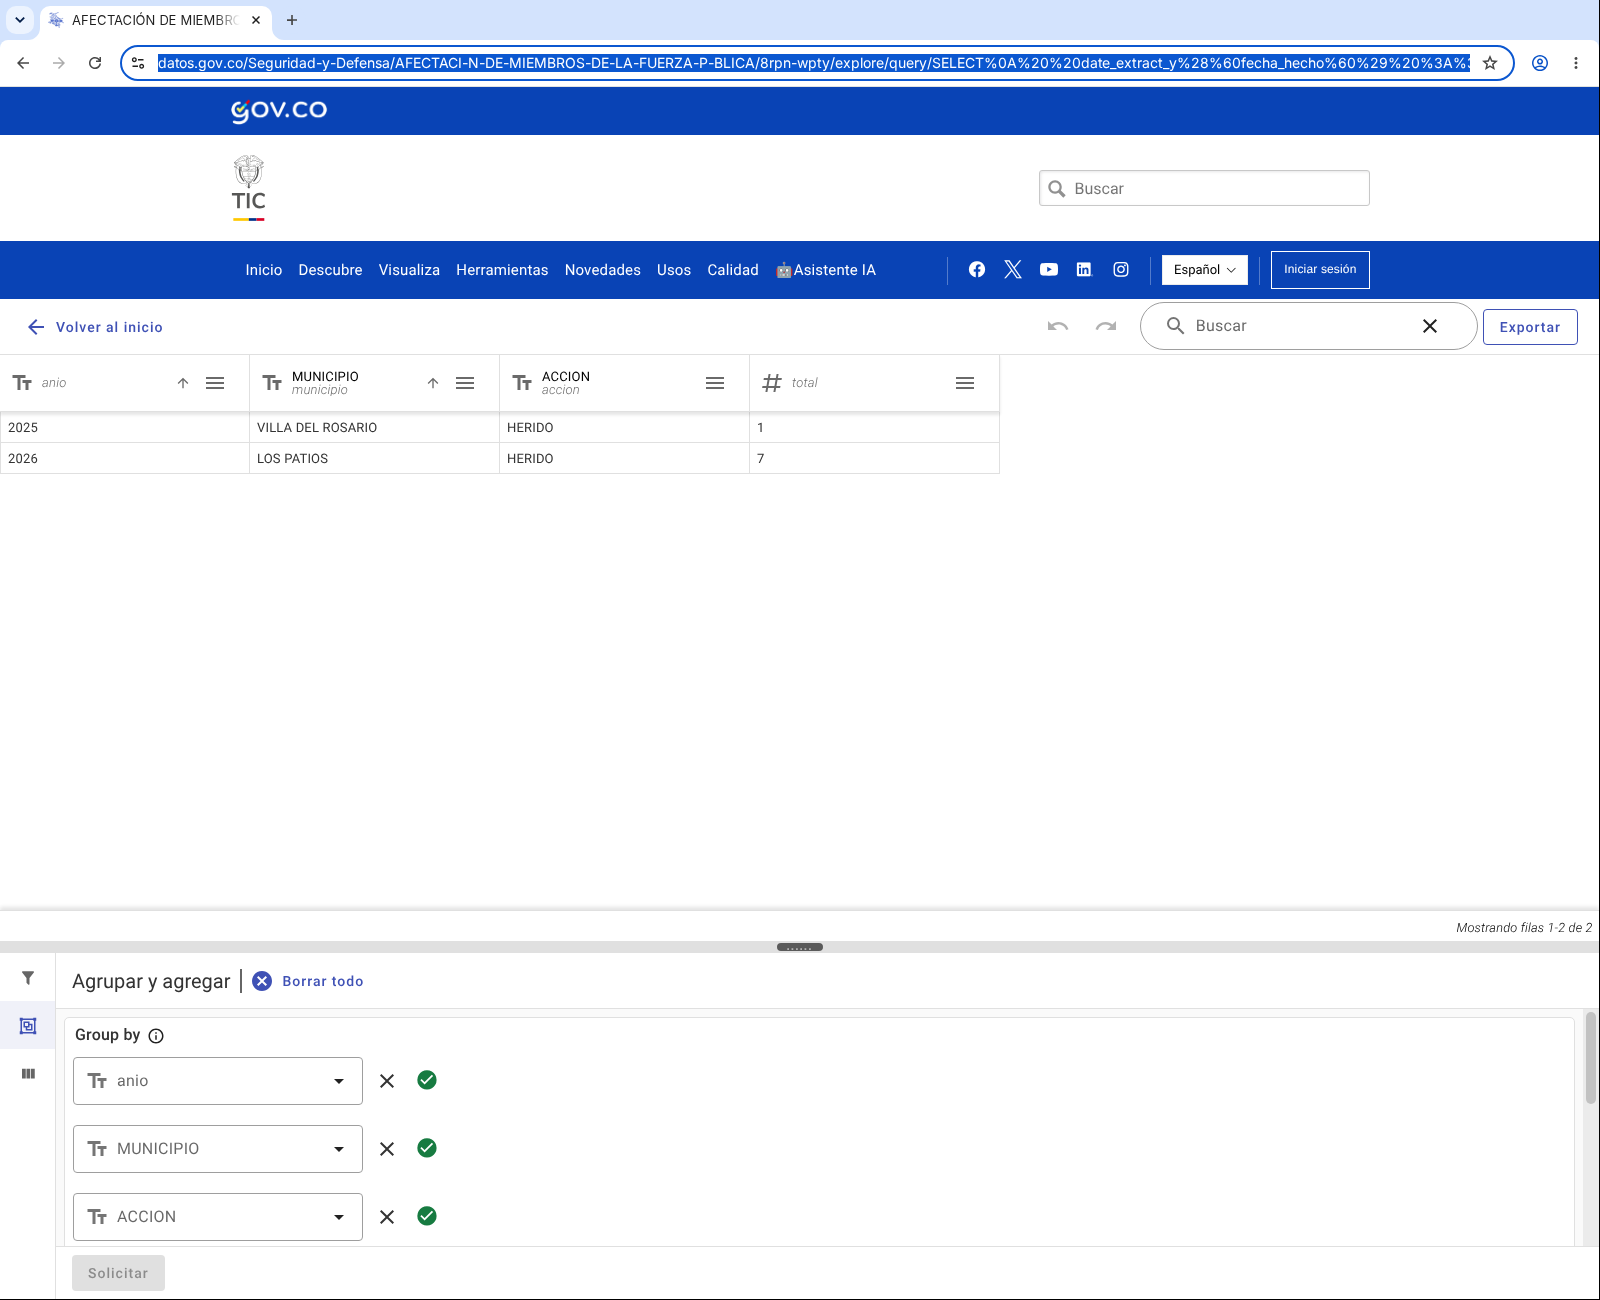 AFECTACIÓN DE MIEMBRO
datos.gov.co/Seguridad-y-Defensa/AFECTACI-N-DE-MIEMBROS-DE-LA-FUERZA-P-BLICA/8rpn-wpty/explore/query/SELECT%0A%20%20date_extract_y%28%60fecha_hecho%60%29%20%3A%3
GOV.CO
TIC
Buscar
Inicio Descubre Visualiza Herramientas Novedades Usos Calidad 🤖Asistente IA Español Iniciar sesión
Volver al inicio Buscar Exportar
anio MUNICIPIO municipio ACCION accion total
2025 VILLA DEL ROSARIO HERIDO 1
2026 LOS PATIOS HERIDO 7
Mostrando filas 1-2 de 2
Agrupar y agregar Borrar todo
Group by
anio
MUNICIPIO
ACCION
Solicitar